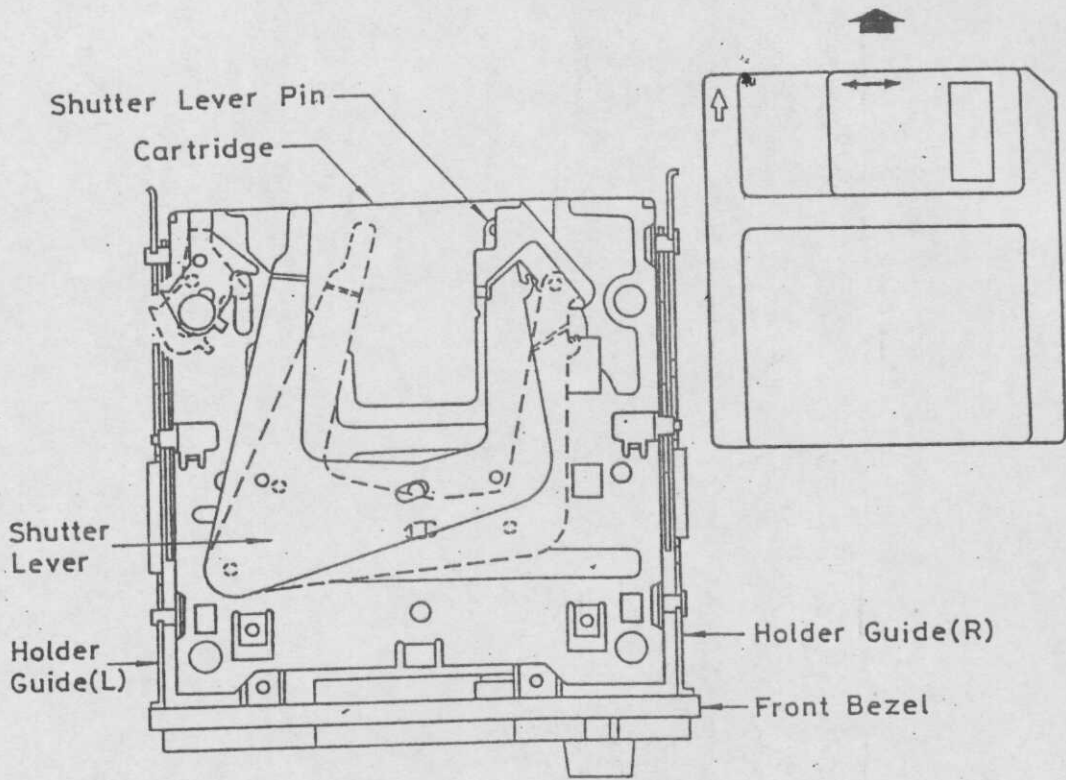 Shutter Lever Pin
Cartridge
Shutter
Lever
Holder
Guide(L)
Holder Guide(R)
Front Bezel